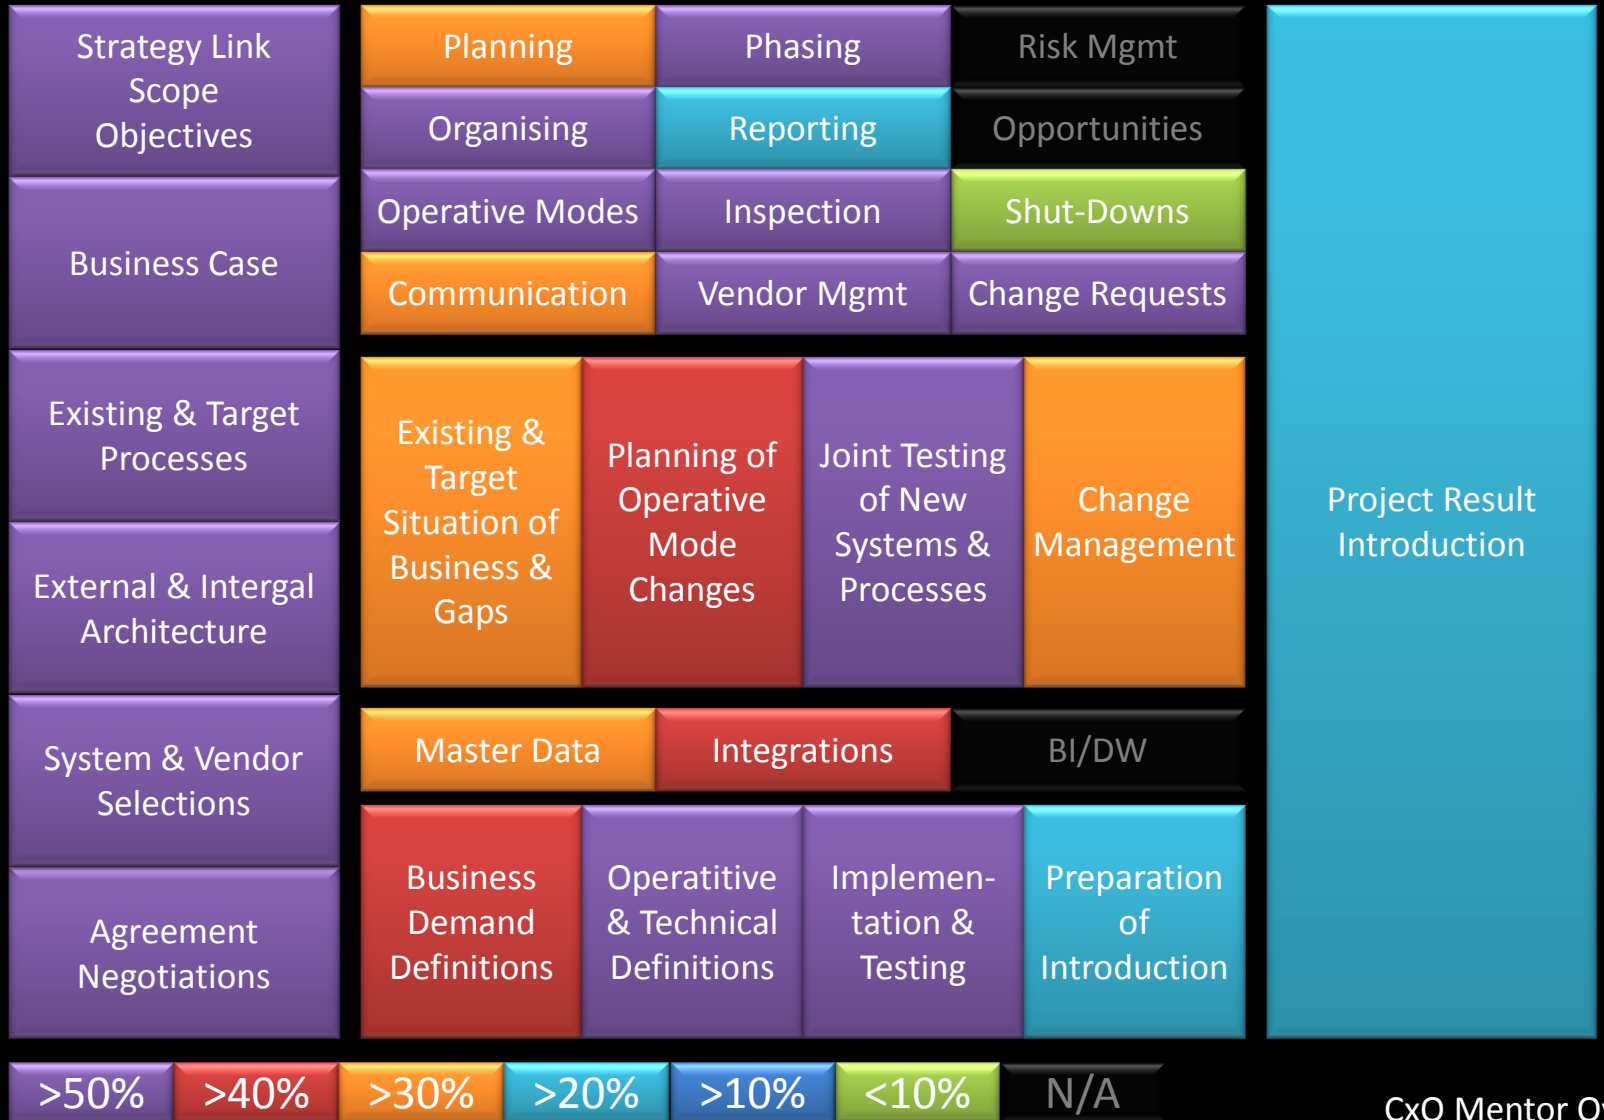 Strategy Link
Scope
Objectives
Business Case
Existing & Target
Processes
External & Intergal
Architecture
System & Vendor
Selections
Agreement
Negotiations
Planning
Phasing
Risk Mgmt
Organising
Reporting
Opportunities
Operative Modes
Inspection
Shut-Downs
Communication
Vendor Mgmt
Change Requests
Existing &
Target
Situation of
Business &
Gaps
Planning of
Operative
Mode
Changes
Joint Testing
of New
Systems &
Processes
Change
Management
Master Data
Integrations
BI/DW
Business
Demand
Definitions
Operatitive
& Technical
Definitions
Implemen-
tation &
Testing
Preparation
of
Introduction
Project Result
Introduction
>50%
>40%
>30%
>20%
>10%
<10%
N/A
CxO Mentor